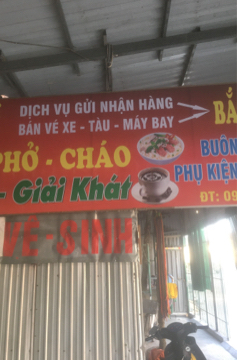 DỊCH VỤ GỬI NHẬN HÀNG
BÁN VÉ XE - TÀU - MÁY BAY
PHỞ - CHÁO
- Giải Khát
BUÔN
PHỤ KIỆN
ĐT: 09
VỆ-SINH